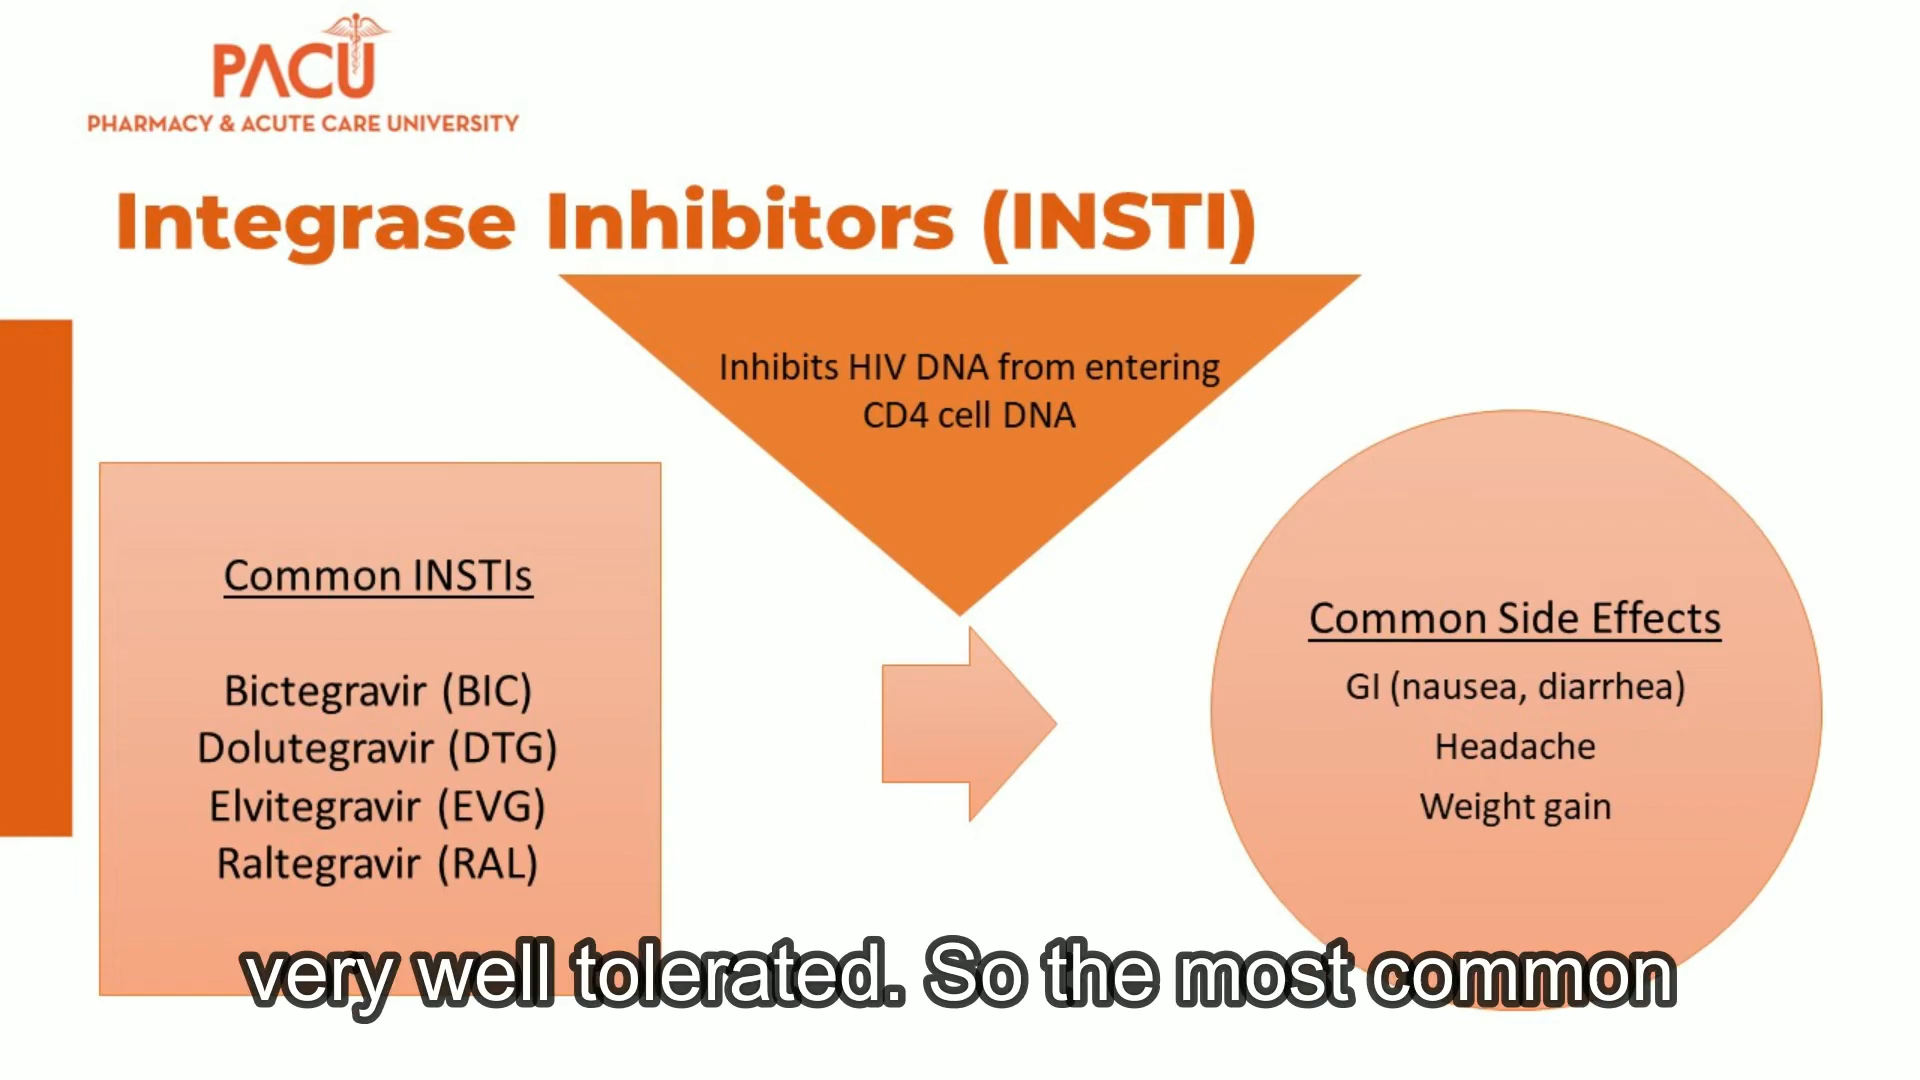 PACU
PHARMACY & ACUTE CARE UNIVERSITY
Integrase Inhibitors (INSTI)
Inhibits HIV DNA from entering
CD4 cell DNA
Common INSTIs
Bictegravir (BIC)
Dolutegravir (DTG)
Elvitegravir (EVG)
Raltegravir (RAL)
Common Side Effects
GI (nausea, diarrhea)
Headache
Weight gain
very well tolerated. So the most common